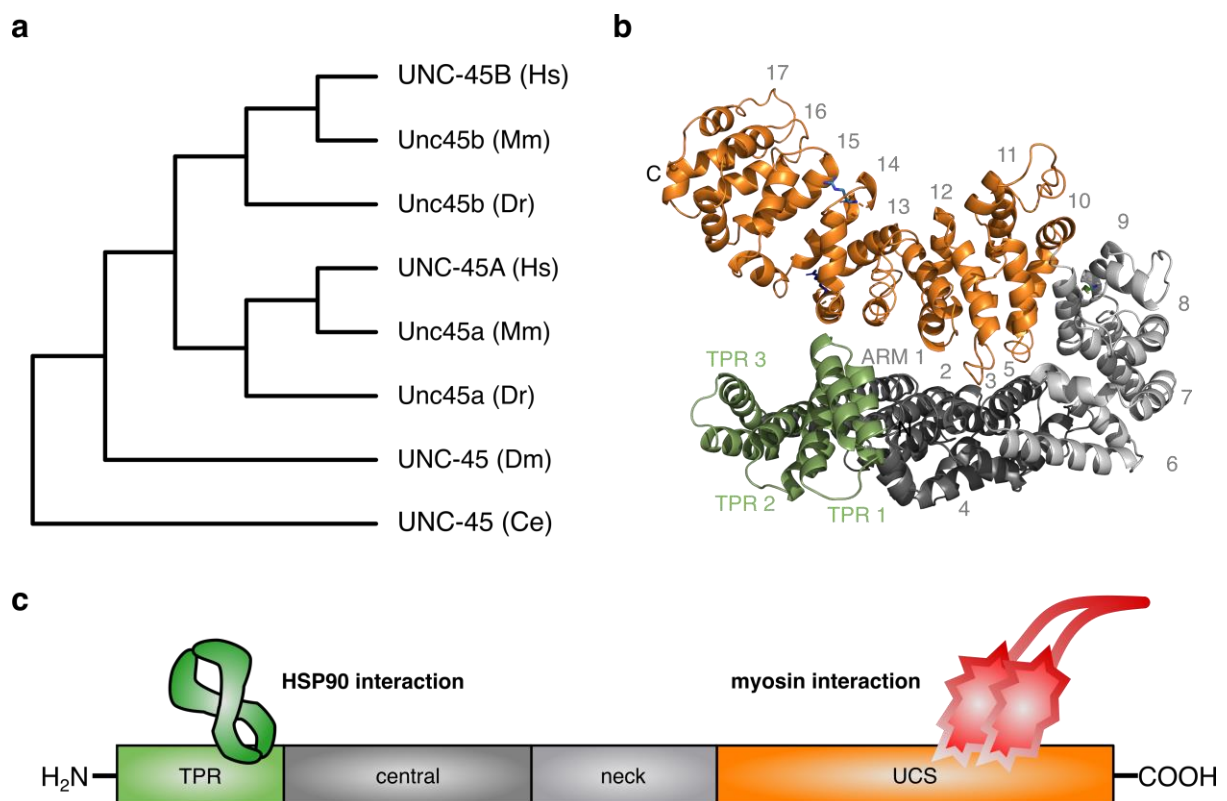 a
UNC-45B (Hs)
Unc45b (Mm)
Unc45b (Dr)
UNC-45A (Hs)
Unc45a (Mm)
Unc45a (Dr)
UNC-45 (Dm)
UNC-45 (Ce)
b
17
16
15
14
13
12
11
10
9
8
7
6
C
TPR 3
ARM 1
2
3
5
N
TPR 2
TPR 1
4
c
HSP90 interaction
myosin interaction
H₂N
TPR
central
neck
UCS
COOH